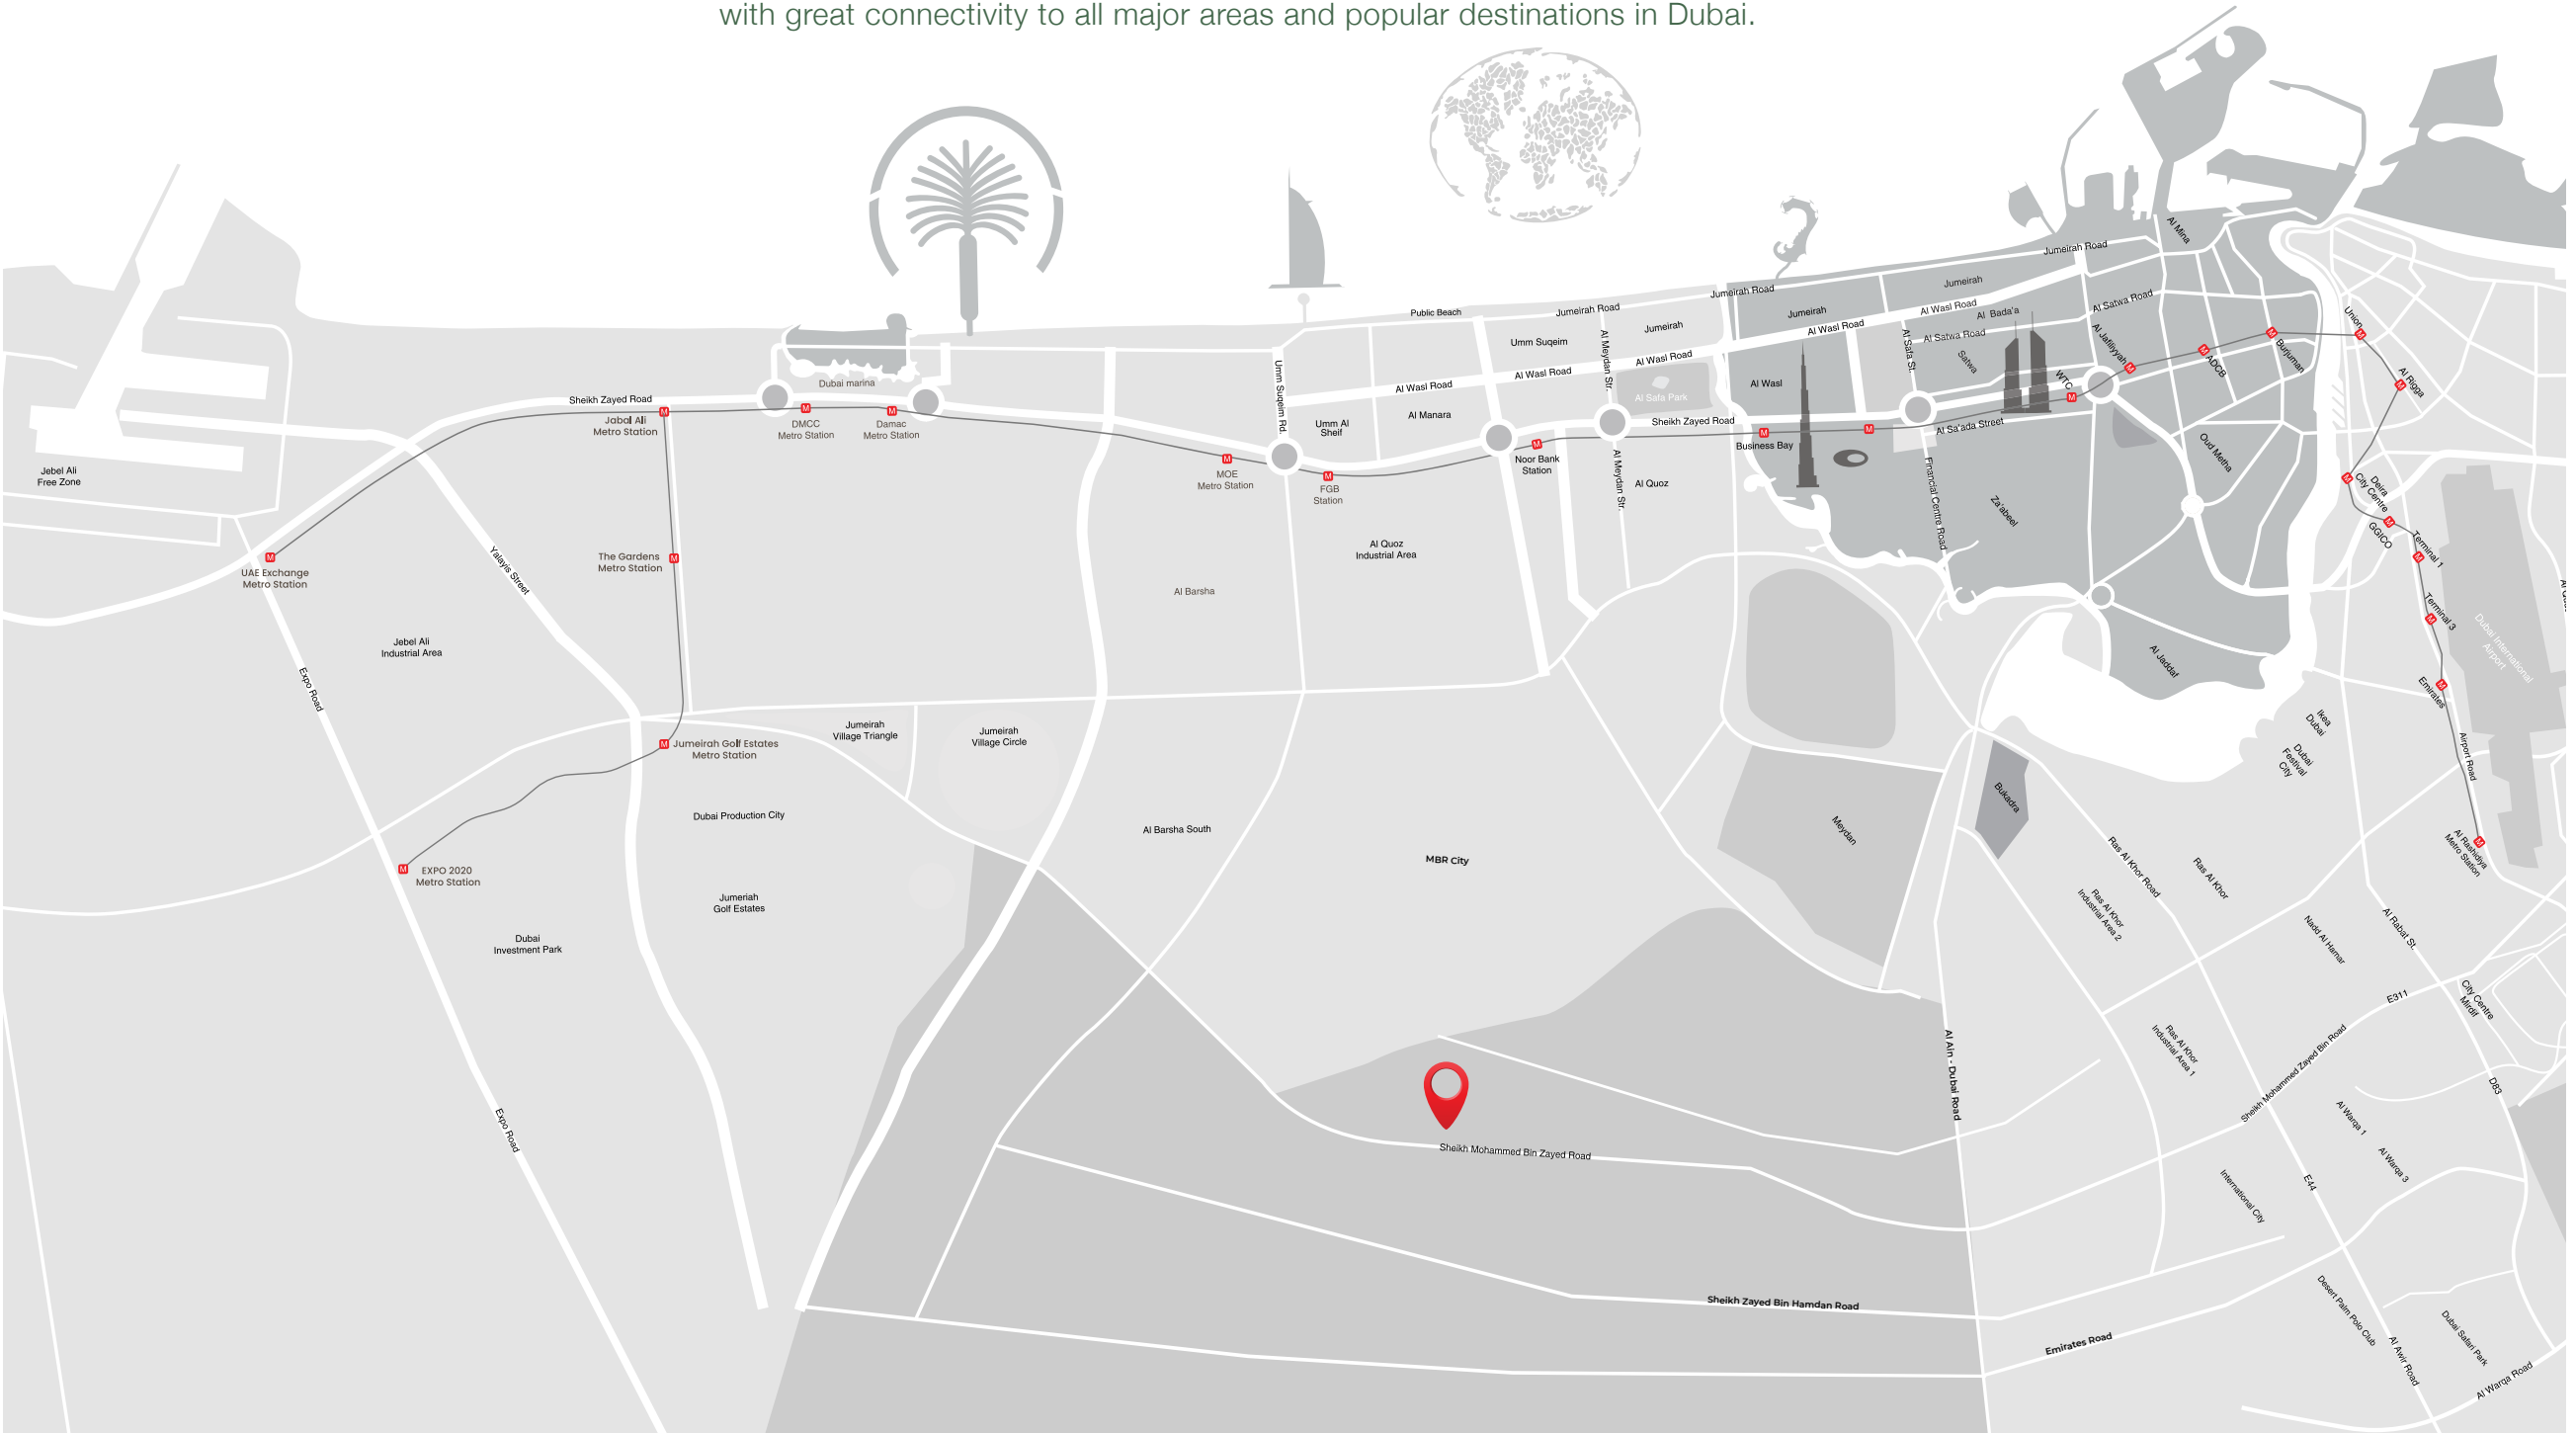 with great connectivity to all major areas and popular destinations in Dubai.
Al Mina
Jumeirah Road
Jumeirah
Jumeirah Road
Jumeirah
Jumeirah Road
Jumeirah
Public Beach
Umm Suqeim
Al Meydan Str.
Al Wasl Road
Al Wasl Road
Al Wasl Road
Al Wasl Road
Al Wasl Road
Al Bada'a
Al Satwa Road
Al Satwa Road
Al Safa St.
Satwa
Al Jafiliyyah
ADCB
Burjuman
Union
Al Rigga
WTC
Al Wasl
Al Safa Park
Al Manara
Umm Al
Sheif
Umm Suqeim Rd.
Sheikh Zayed Road
Al Sa'ada Street
Business Bay
Noor Bank
Station
Al Meydan Str.
Al Quoz
Financial Centre Road
Za'abeel
Oud Metha
Deira
City Centre
GGICO
Terminal 1
Terminal 3
Emirates
Dubai International
Airport
Airport Road
Al Rashidiya
Metro Station
Dubai marina
Sheikh Zayed Road
Jabal Ali
Metro Station
DMCC
Metro Station
Damac
Metro Station
MOE
Metro Station
FGB
Station
Jebel Ali
Free Zone
UAE Exchange
Metro Station
Yalayis Street
The Gardens
Metro Station
Al Barsha
Al Quoz
Industrial Area
Jebel Ali
Industrial Area
Expo Road
Al Jaddaf
Ikea
Dubai
Dubai
Festival
City
Jumeirah Golf Estates
Metro Station
Jumeirah
Village Triangle
Jumeirah
Village Circle
Dubai Production City
Al Barsha South
MBR City
Meydan
Bukadra
Ras Al Khor Road
Ras Al Khor
Ras Al Khor
Industrial Area 2
EXPO 2020
Metro Station
Jumeriah
Golf Estates
Dubai
Investment Park
Nadd Al Hamar
Al Rabat St.
E311
City Centre
Mirdif
Al Ain - Dubai Road
Ras Al Khor
Industrial Area 1
Sheikh Mohammed Bin Zayed Road
D83
Al Warqa 1
Al Warqa 3
Expo Road
Sheikh Mohammed Bin Zayed Road
International City
E44
Sheikh Zayed Bin Hamdan Road
Emirates Road
Desert Palm Polo Club
Al Awir Road
Dubai Safari Park
Al Warqa Road